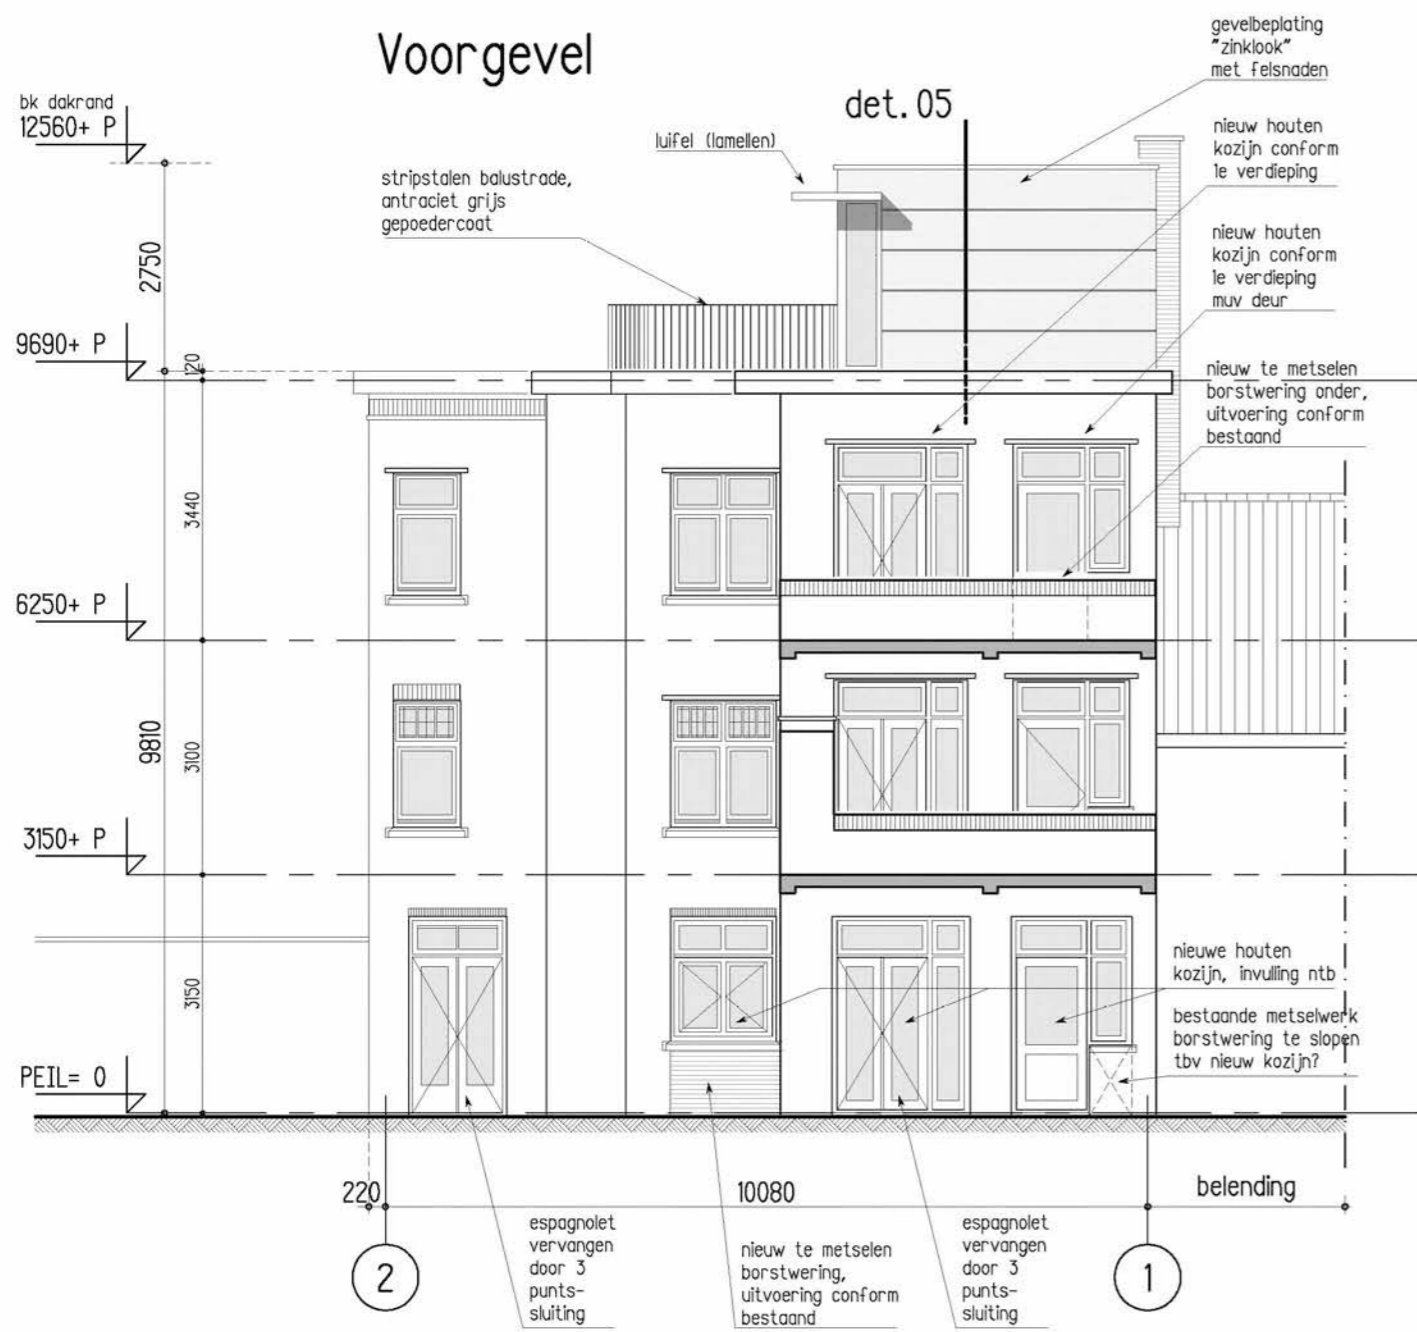 Voorgevel
bk dakrand
12560+ P
2750
9690+ P
120
3440
6250+ P
9810
3100
3150+ P
3150
PEIL= 0
stripstalen balustrade,
antraciet grijs
gepoedercoat
luifel (lamellen)
det.05
gevelbeplating
"zinklook"
met felsnaden
nieuw houten
kozijn conform
1e verdieping
nieuw houten
kozijn conform
1e verdieping
muv deur
nieuw te metselen
borstwering onder,
uitvoering conform
bestaand
nieuwe houten
kozijn, invulling ntb
bestaande metselwerk
borstwering te slopen
tbv nieuw kozijn?
220
10080
belending
2
espagnolet
vervangen
door 3
punts-
sluiting
nieuw te metselen
borstwering,
uitvoering conform
bestaand
espagnolet
vervangen
door 3
punts-
sluiting
1